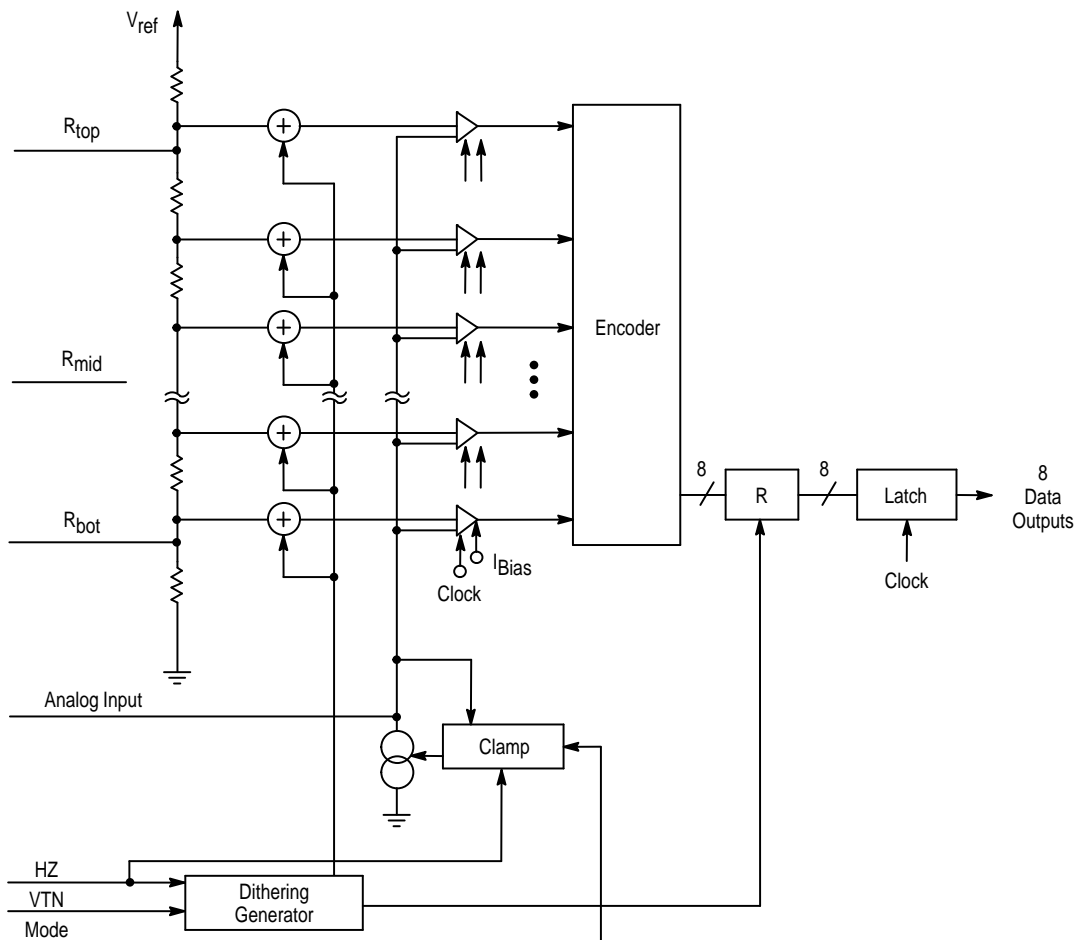 Vref
Rtop
+
+
+
Rmid
Encoder
+
8
R
8
Latch
8
Data
Outputs
Rbot
+
IBias
Clock
Clock
Analog Input
Clamp
HZ
VTN
Mode
Dithering
Generator